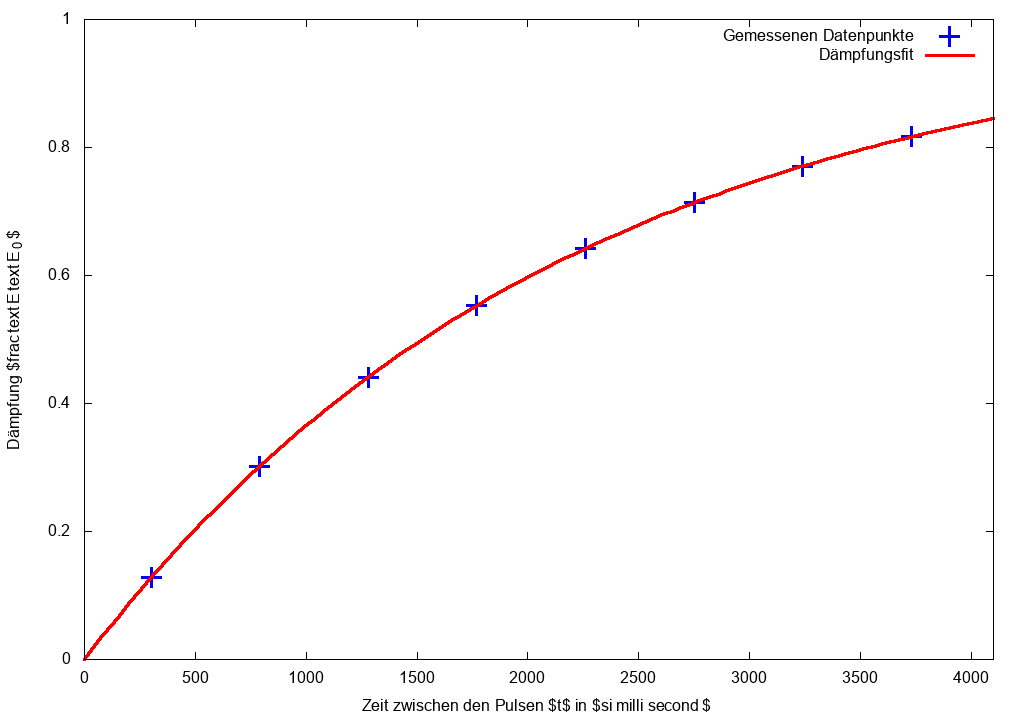 1
0.8
0.6
0.4
0.2
0
Gemessenen Datenpunkte
Dämpfungsfit
Dämpfung $frac text E text E_0 $
0 500 1000 1500 2000 2500 3000 3500 4000
Zeit zwischen den Pulsen $t$ in $si milli second $